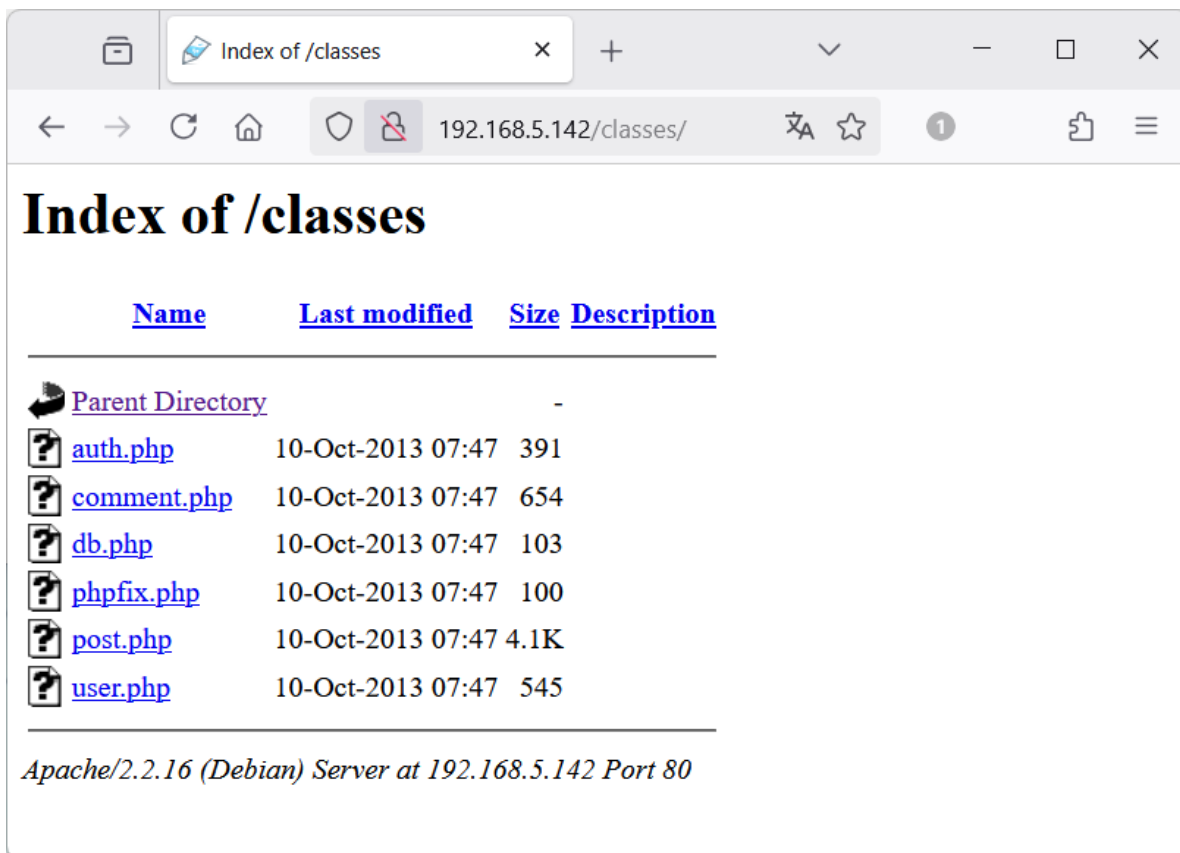 Index of /classes
192.168.5.142/classes/
1
Index of /classes
Name Last modified Size Description
Parent Directory -
auth.php 10-Oct-2013 07:47 391
comment.php 10-Oct-2013 07:47 654
db.php 10-Oct-2013 07:47 103
phpfix.php 10-Oct-2013 07:47 100
post.php 10-Oct-2013 07:47 4.1K
user.php 10-Oct-2013 07:47 545
Apache/2.2.16 (Debian) Server at 192.168.5.142 Port 80